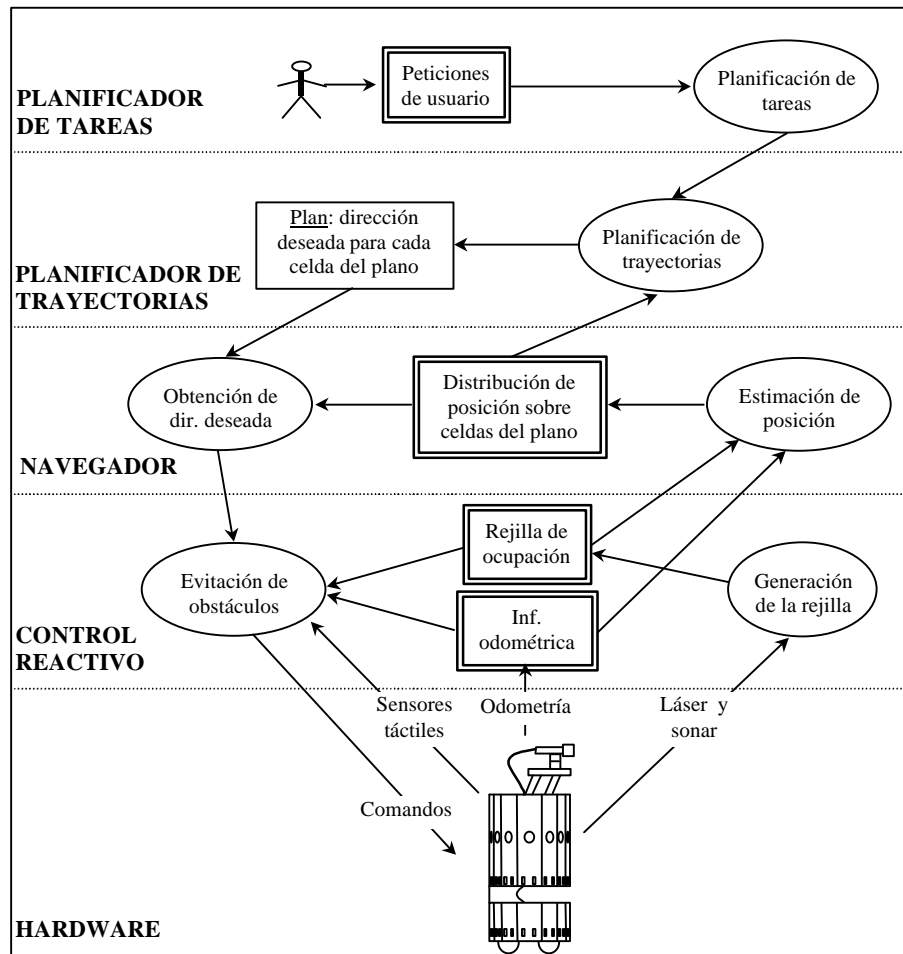 Peticiones
de usuario
Planificación de
tareas
PLANIFICADOR
DE TAREAS
Plan: dirección
deseada para cada
celda del plano
Planificación de
trayectorias
PLANIFICADOR DE
TRAYECTORIAS
Obtención de
dir. deseada
Distribución de
posición sobre
celdas del plano
Estimación de
posición
NAVEGADOR
Rejilla de
ocupación
Evitación de
obstáculos
Generación
de la rejilla
Inf.
odométrica
CONTROL
REACTIVO
Sensores
táctiles
Odometría
Láser y
sonar
Comandos
HARDWARE